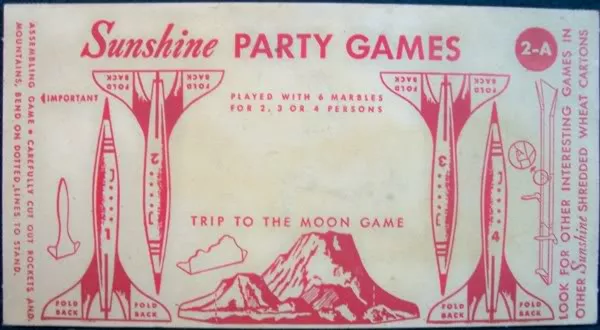 Sunshine PARTY GAMES
2-A
ASSEMBLING GAME • CAREFULLY CUT OUT ROCKETS AND
MOUNTAINS, BEND ON DOTTED LINES TO STAND.
IMPORTANT
FOLD BACK
FOLD BACK
PLAYED WITH 6 MARBLES
FOR 2, 3 OR 4 PERSONS
FOLD BACK
FOLD BACK
1
2
3
4
TRIP TO THE MOON GAME
FOLD BACK
FOLD BACK
FOLD BACK
FOLD BACK
LOOK FOR OTHER INTERESTING GAMES IN
OTHER Sunshine SHREDDED WHEAT CARTONS